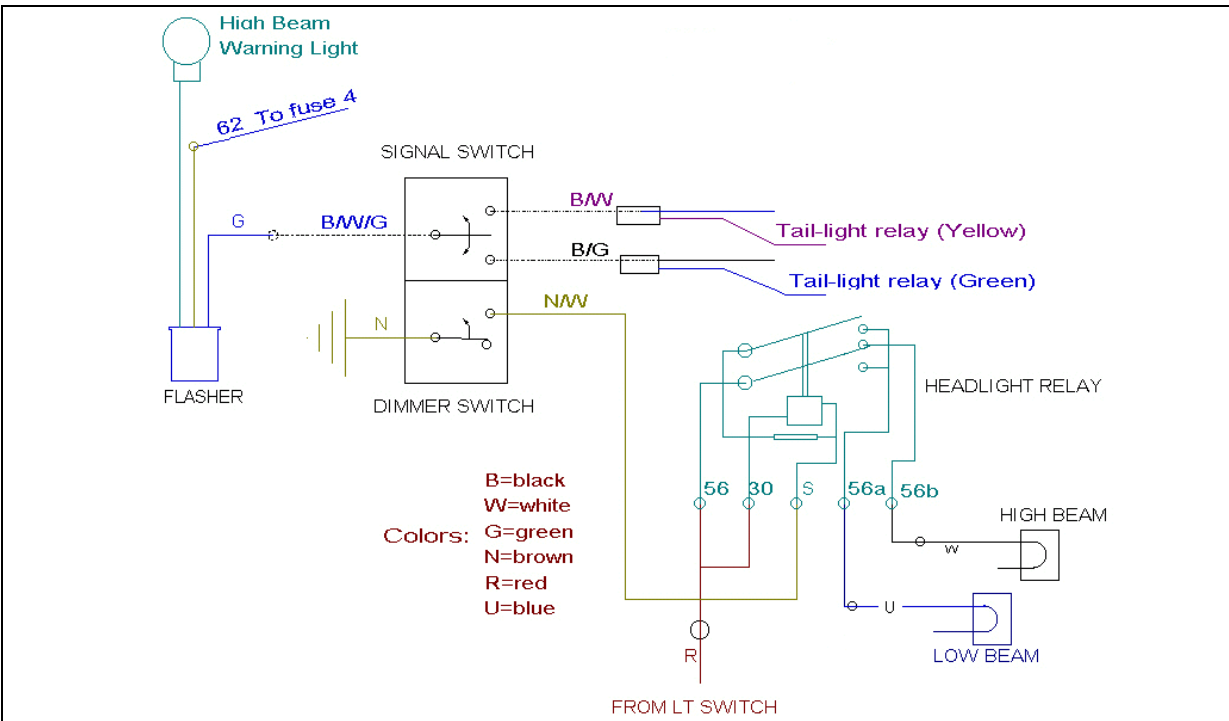 High Beam
Warning Light
62 To fuse 4
SIGNAL SWITCH
B/W
G
B/W/G
Tail-light relay (Yellow)
B/G
Tail-light relay (Green)
N/W
N
FLASHER
DIMMER SWITCH
HEADLIGHT RELAY
56
30
S
56a
56b
B=black
W=white
Colors:
G=green
N=brown
R=red
U=blue
HIGH BEAM
W
U
R
LOW BEAM
FROM LT SWITCH